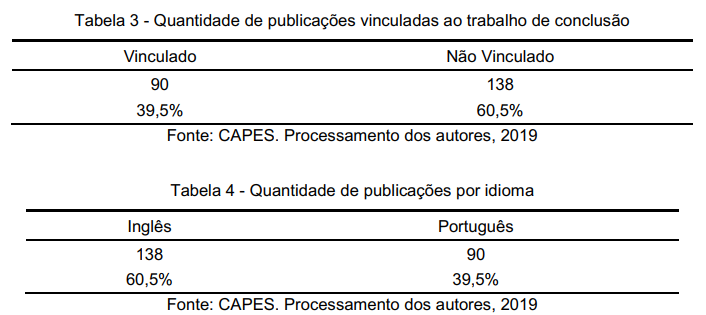 Tabela 3 - Quantidade de publicações vinculadas ao trabalho de conclusão
Vinculado Não Vinculado
90 138
39,5% 60,5%
Fonte: CAPES. Processamento dos autores, 2019
Tabela 4 - Quantidade de publicações por idioma
Inglês Português
138 90
60,5% 39,5%
Fonte: CAPES. Processamento dos autores, 2019